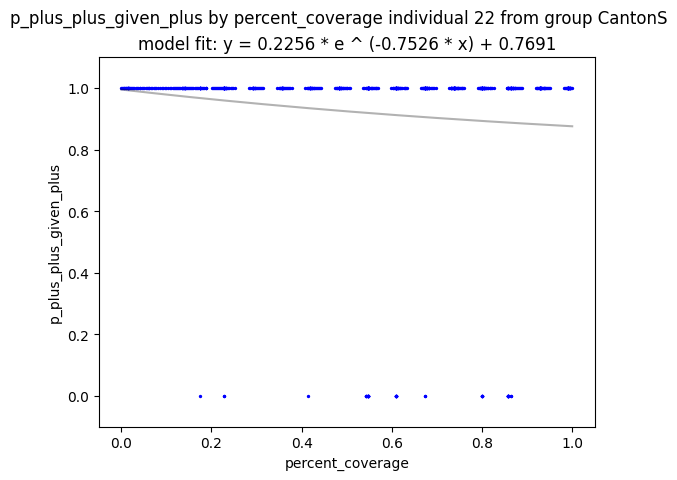 p_plus_plus_given_plus by percent_coverage individual 22 from group CantonS
model fit: y = 0.2256 * e ^ (-0.7526 * x) + 0.7691
1.0
0.8
0.6
0.4
0.2
0.0
p_plus_plus_given_plus
0.0 0.2 0.4 0.6 0.8 1.0
percent_coverage